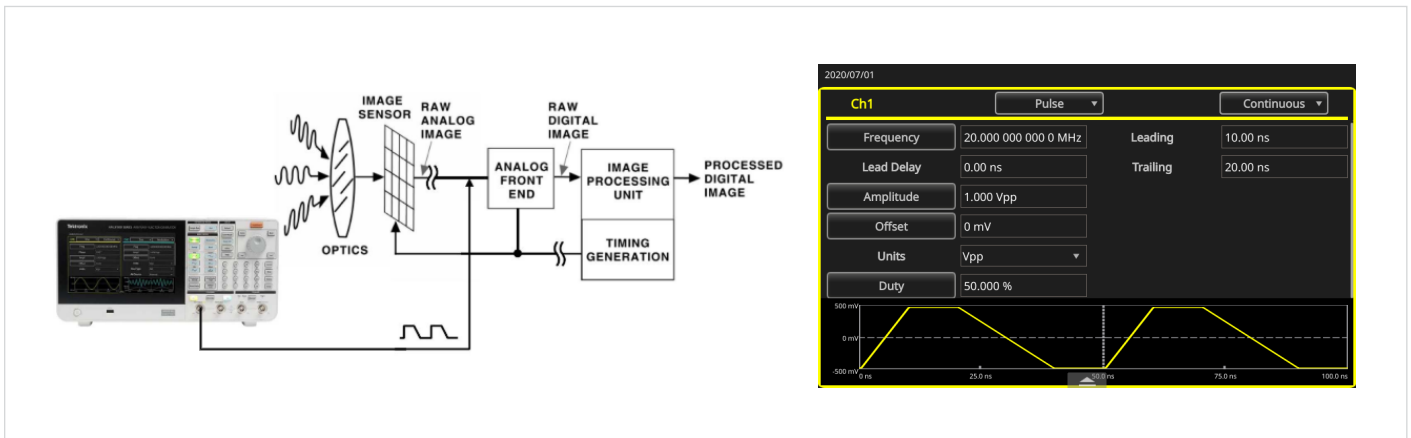 IMAGE
SENSOR
RAW
ANALOG
IMAGE
RAW
DIGITAL
IMAGE
ANALOG
FRONT
END
IMAGE
PROCESSING
UNIT
PROCESSED
DIGITAL
IMAGE
OPTICS
TIMING
GENERATION
Tektronix
2020/07/01
Ch1 Pulse Continuous
Frequency 20.000 000 000 0 MHz Leading 10.00 ns
Lead Delay 0.00 ns Trailing 20.00 ns
Amplitude 1.000 Vpp
Offset 0 mV
Units Vpp
Duty 50.000 %
500 mV
0 mV
-500 mV
0 ns 25.0 ns 50.0 ns 75.0 ns 100.0 ns